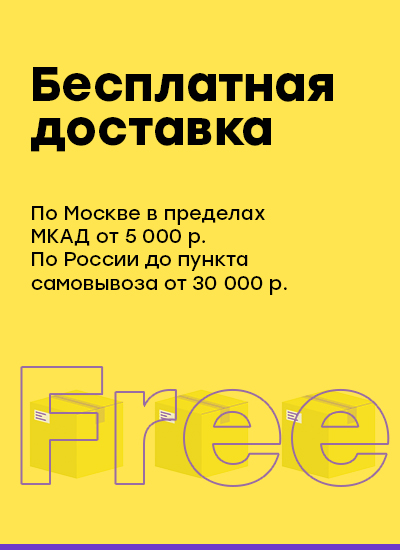 Бесплатная
доставка
По Москве в пределах
МКАД от 5 000 р.
По России до пункта
самовывоза от 30 000 р.
Free